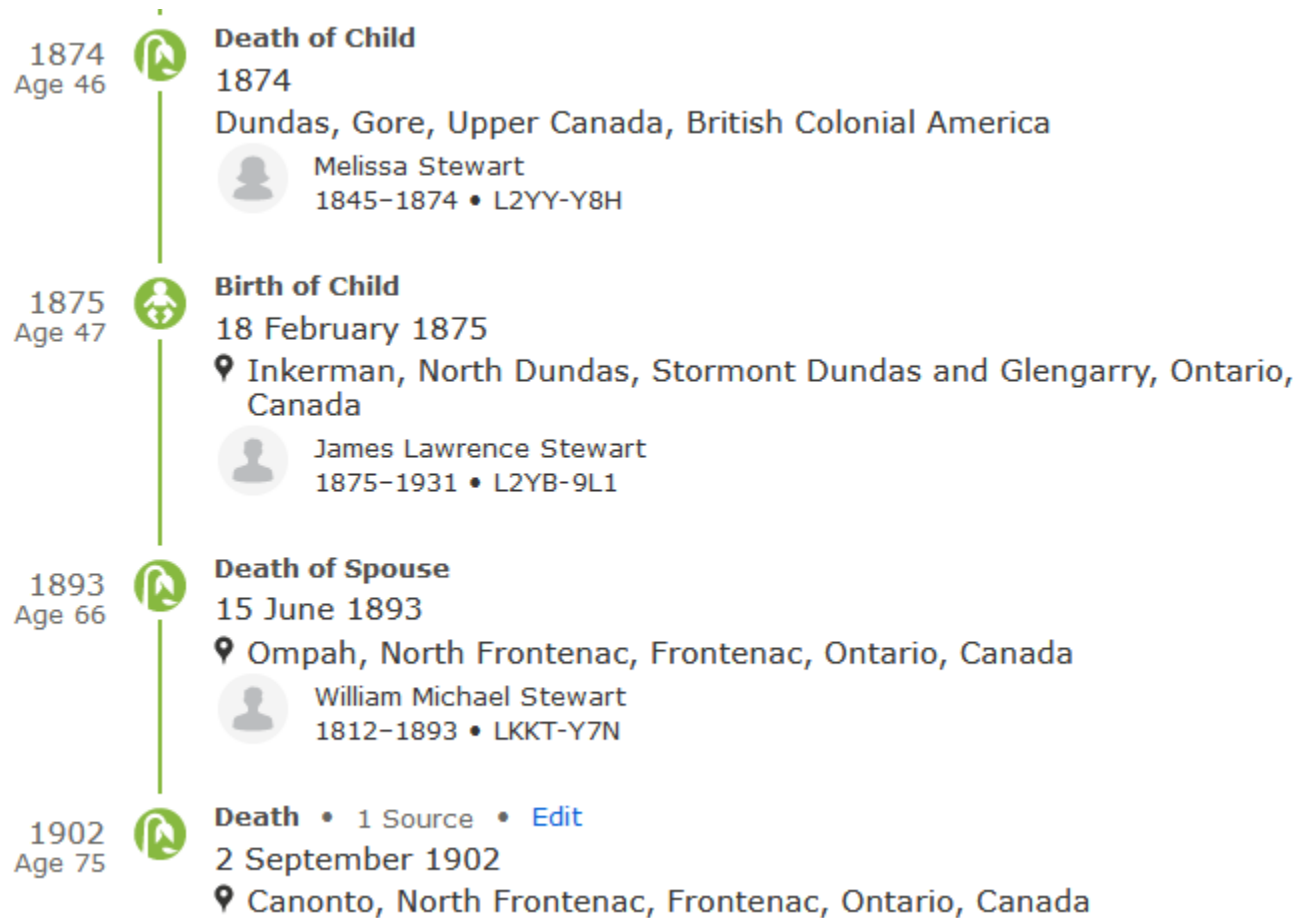 1874
Age 46
Death of Child
1874
Dundas, Gore, Upper Canada, British Colonial America
Melissa Stewart
1845–1874 • L2YY-Y8H
1875
Age 47
Birth of Child
18 February 1875
Inkerman, North Dundas, Stormont Dundas and Glengarry, Ontario,
Canada
James Lawrence Stewart
1875–1931 • L2YB-9L1
1893
Age 66
Death of Spouse
15 June 1893
Ompah, North Frontenac, Frontenac, Ontario, Canada
William Michael Stewart
1812–1893 • LKKT-Y7N
1902
Age 75
Death • 1 Source • Edit
2 September 1902
Canonto, North Frontenac, Frontenac, Ontario, Canada